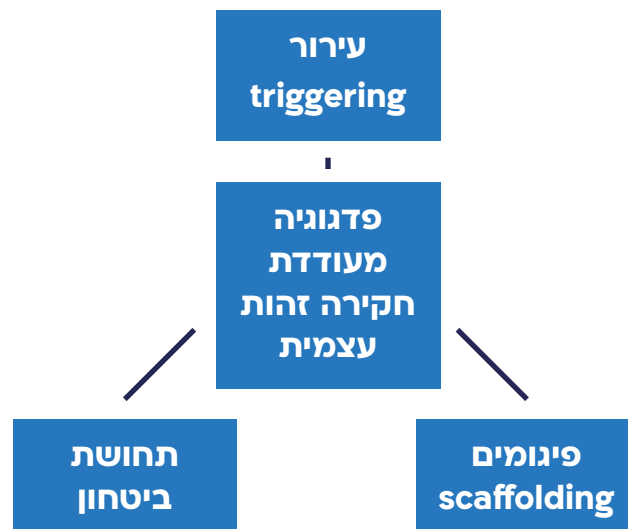 עירור
triggering
פדגוגיה
מעודדת
חקירה זהות
עצמית
תחושת
ביטחון
פיגומים
scaffolding